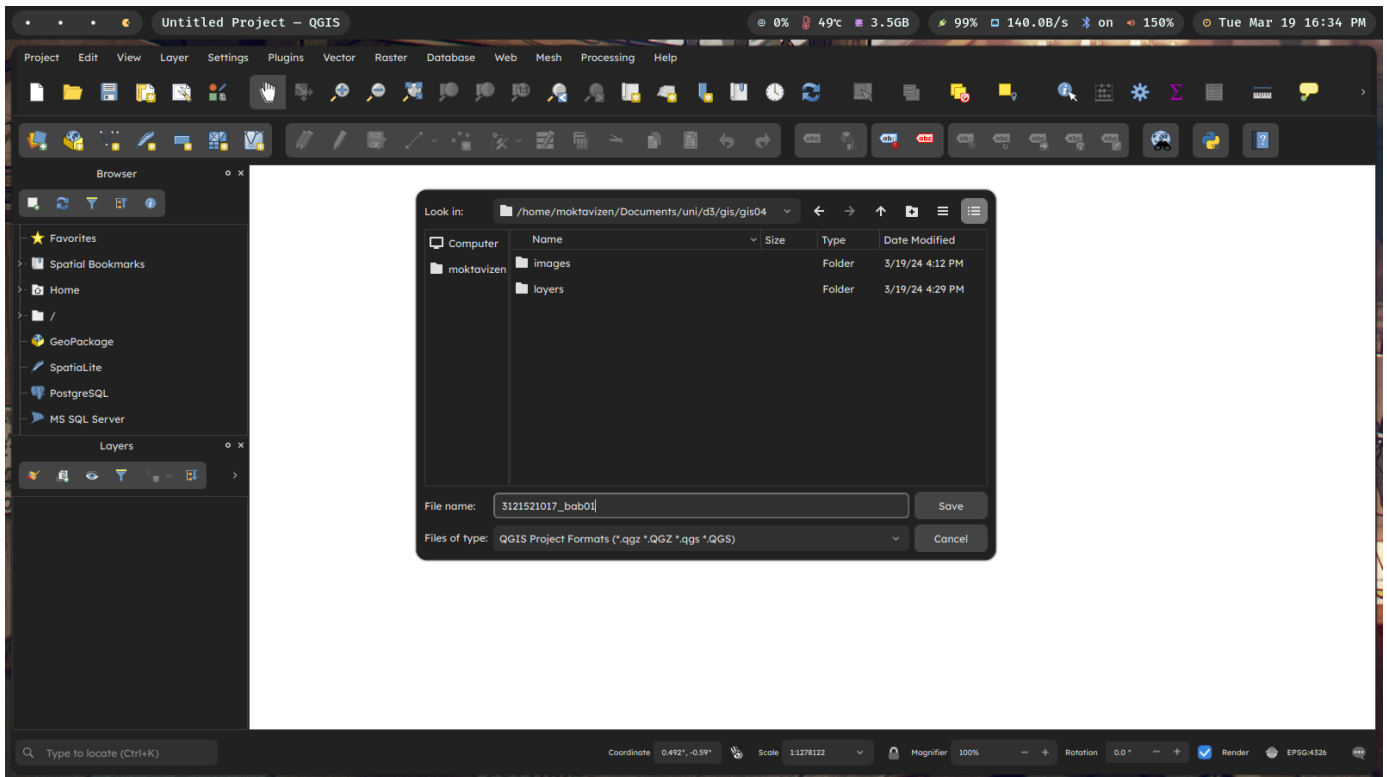 Untitled Project — QGIS
0% 49℃ 3.5GB
99% 140.0B/s on 150%
Tue Mar 19 16:34 PM
Project Edit View Layer Settings Plugins Vector Raster Database Web Mesh Processing Help
abc abc abc
Browser
Favorites
Spatial Bookmarks
Home
/
GeoPackage
SpatiaLite
PostgreSQL
MS SQL Server
Layers
Look in: /home/moktavizen/Documents/uni/d3/gis/gis04
Computer
moktavizen
Name Size Type Date Modified
images Folder 3/19/24 4:12 PM
layers Folder 3/19/24 4:29 PM
File name: 3121521017_bab01 Save
Files of type: QGIS Project Formats (*.qgz *.QGZ *.qgs *.QGS) Cancel
Type to locate (Ctrl+K)
Coordinate 0.492°,-0.59° Scale 1:1278122 Magnifier 100% Rotation 0.0 ° Render EPSG:4326